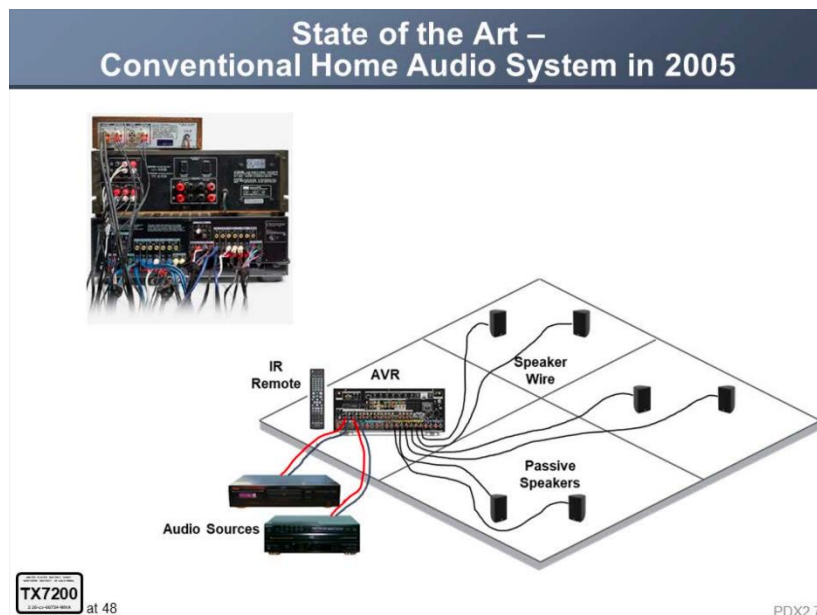 State of the Art –
Conventional Home Audio System in 2005
IR
Remote
AVR
Speaker
Wire
Passive
Speakers
Audio Sources
TX7200
at 48
PDX2.7